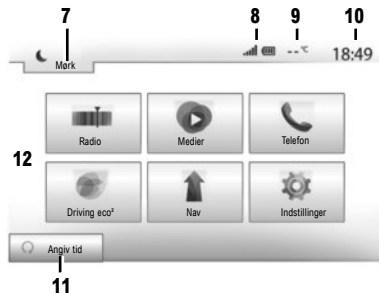 7 8 9 10
Mørk --°C 18:49
Radio Medier Telefon
12
Driving eco² Nav Indstillinger
Angiv tid
11